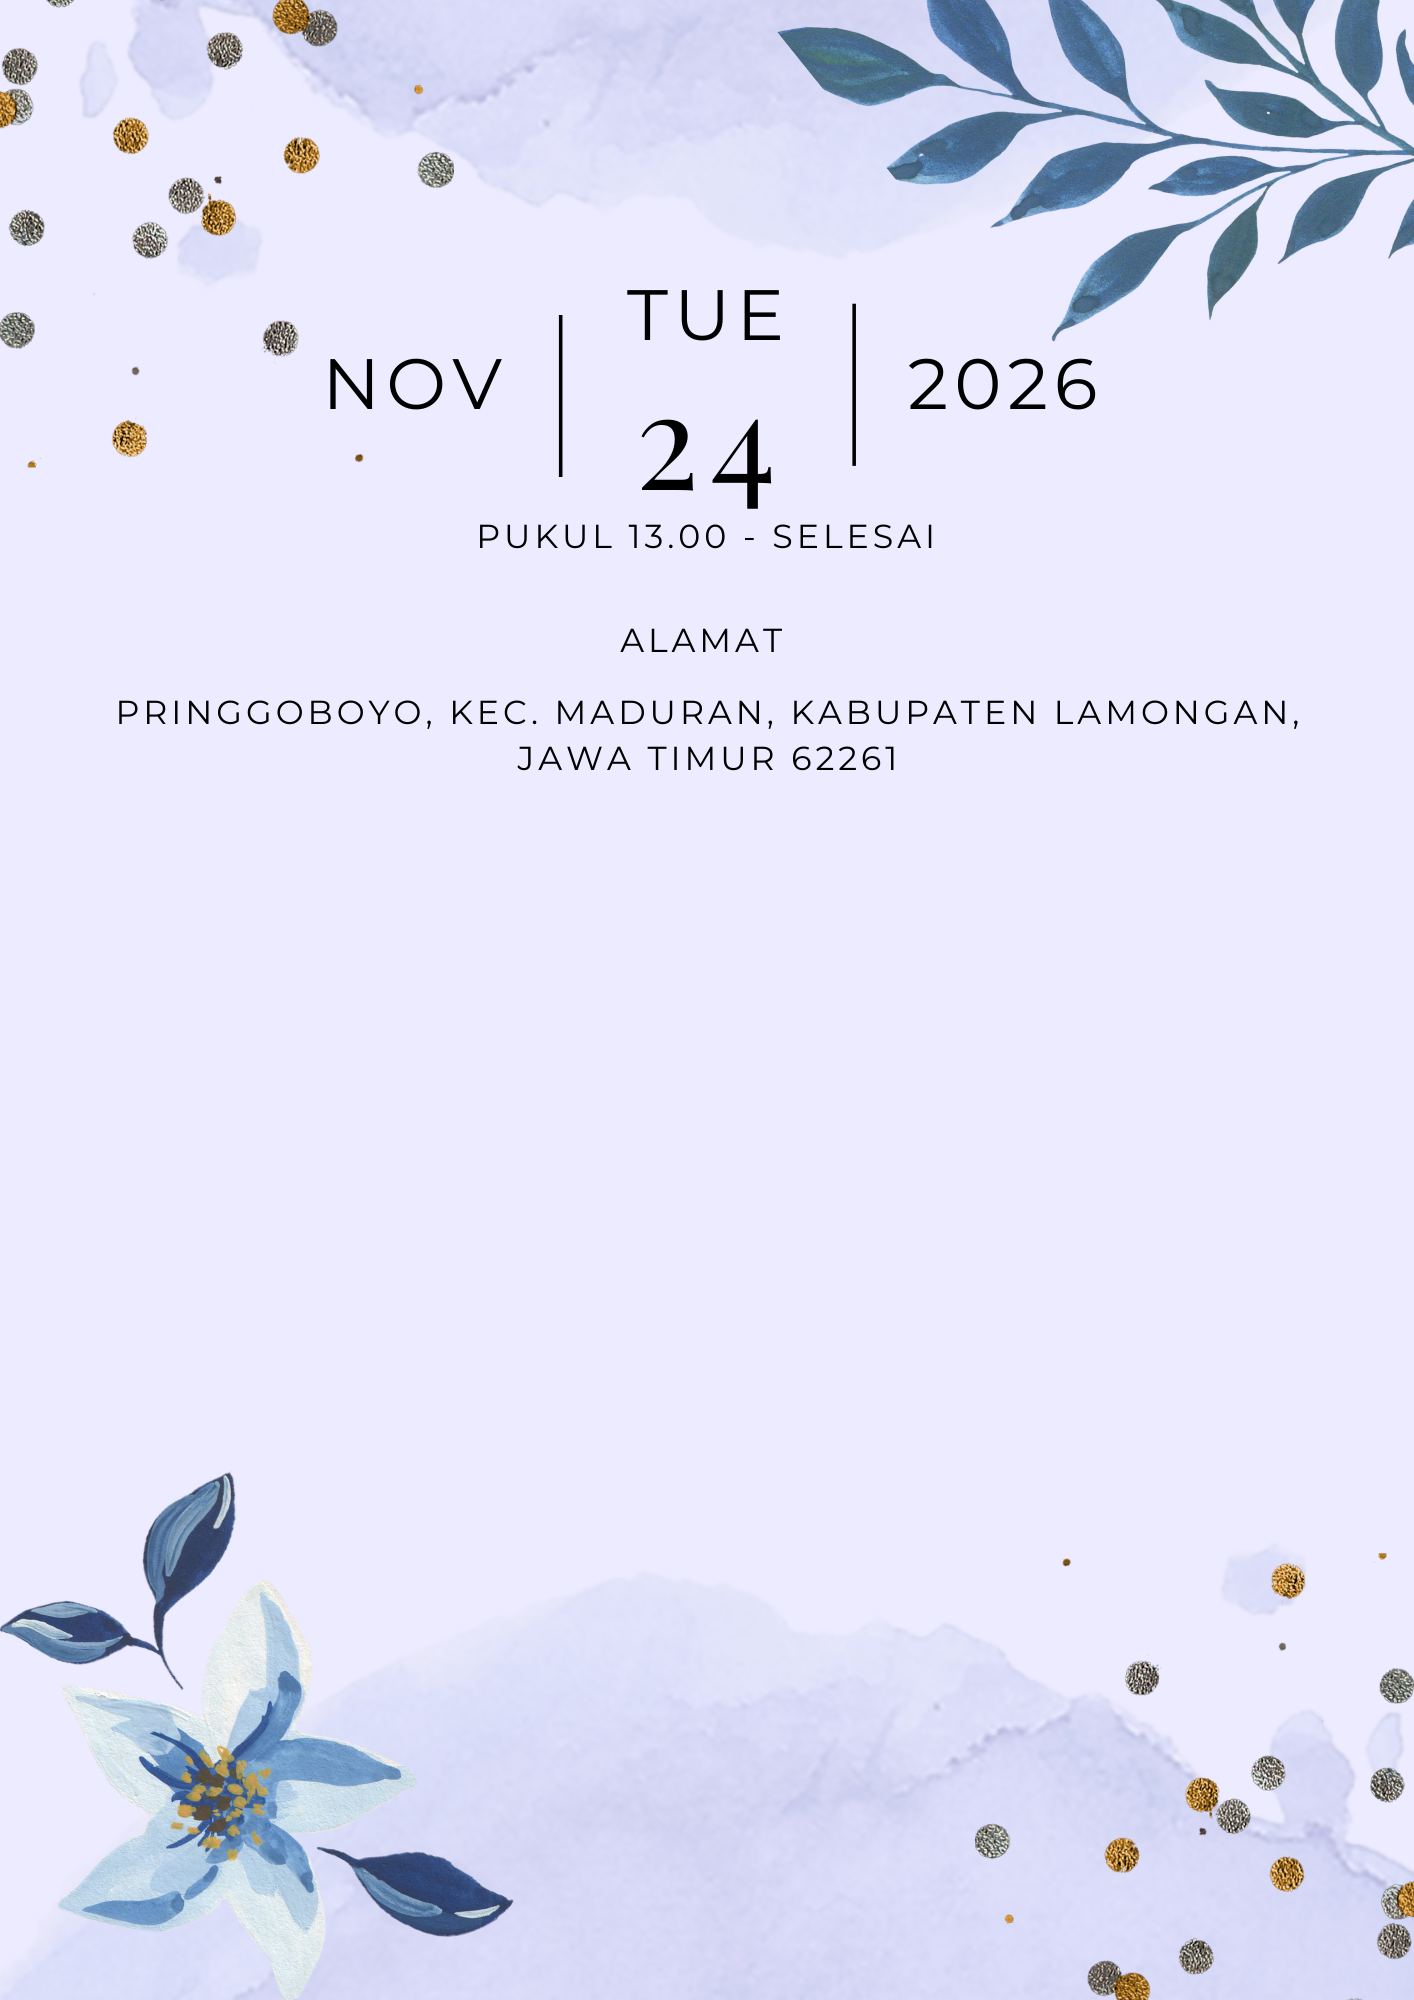 TUE
NOV
2026
24
PUKUL 13.00 - SELESAI
ALAMAT
PRINGGOBOYO, KEC. MADURAN, KABUPATEN LAMONGAN,
JAWA TIMUR 62261